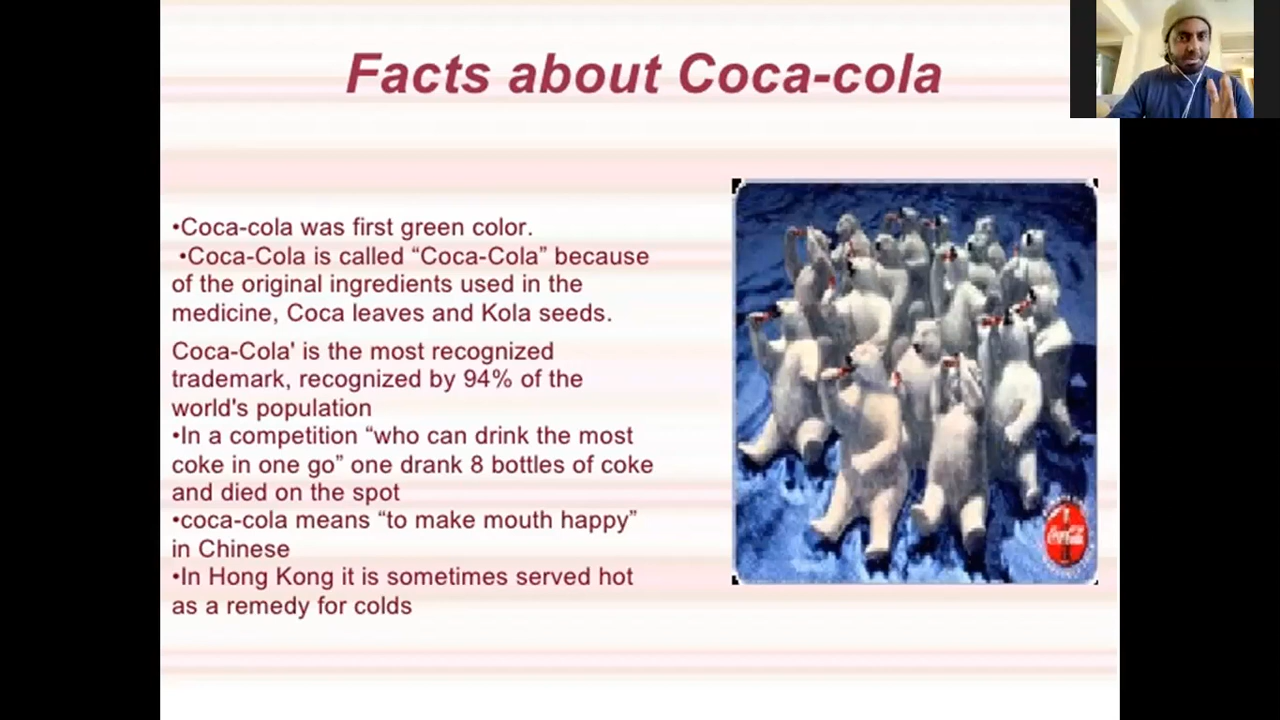 Facts about Coca-cola
•Coca-cola was first green color.
•Coca-Cola is called “Coca-Cola” because
of the original ingredients used in the
medicine, Coca leaves and Kola seeds.
Coca-Cola' is the most recognized
trademark, recognized by 94% of the
world's population
•In a competition “who can drink the most
coke in one go” one drank 8 bottles of coke
and died on the spot
•coca-cola means “to make mouth happy”
in Chinese
•In Hong Kong it is sometimes served hot
as a remedy for colds
Coca-Cola